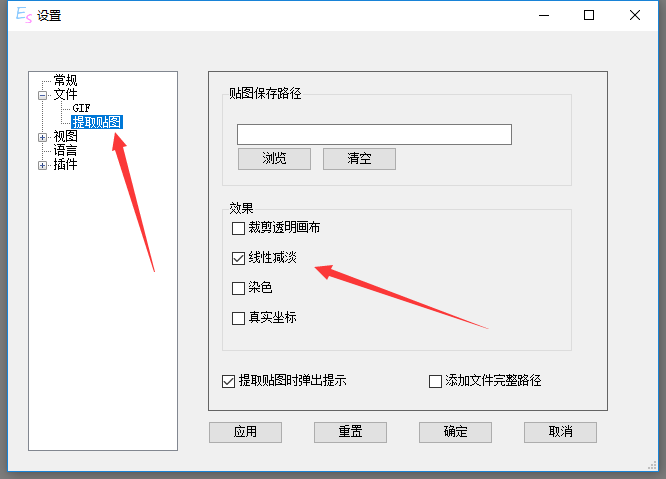 ES 设置
常规
文件
GIF
提取贴图
视图
语言
插件
贴图保存路径
浏览 清空
效果
裁剪透明画布
线性减淡
染色
真实坐标
提取贴图时弹出提示 添加文件完整路径
应用 重置 确定 取消